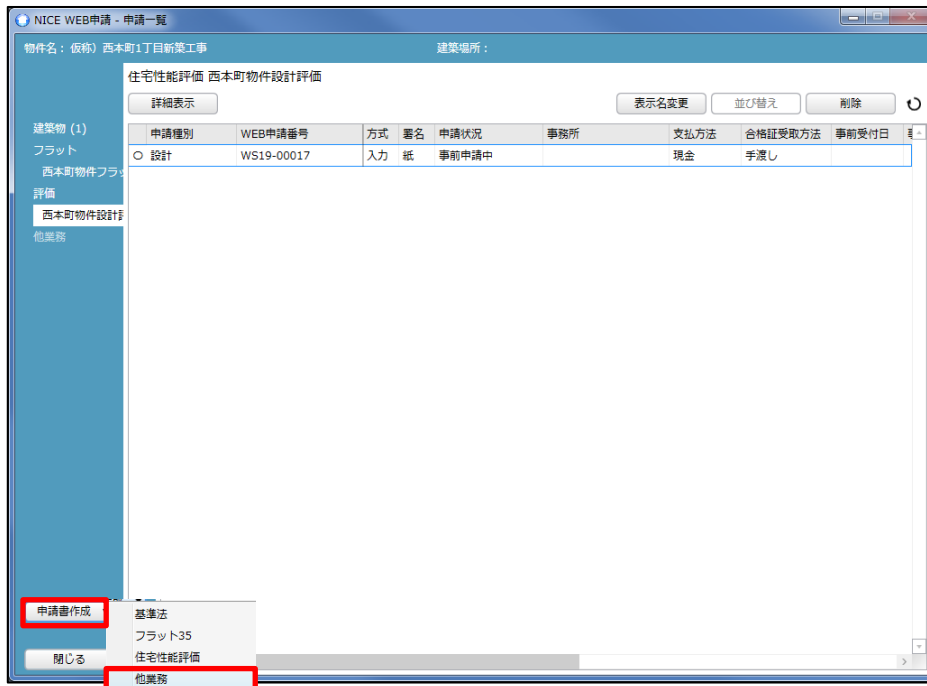 NICE WEB申請 - 申請一覧
物件名： 仮称）西本町1丁目新築工事 建築場所：
住宅性能評価 西本町物件設計評価
詳細表示 表示名変更 並び替え 削除
建築物 (1)
フラット
西本町物件フラッ
評価
西本町物件設計評
他業務
申請種別 WEB申請番号 方式 署名 申請状況 事務所 支払方法 合格証受取方法 事前受付日
設計 WS19-00017 入力 紙 事前申請中 現金 手渡し
申請書作成
基準法
フラット35
住宅性能評価
他業務
閉じる